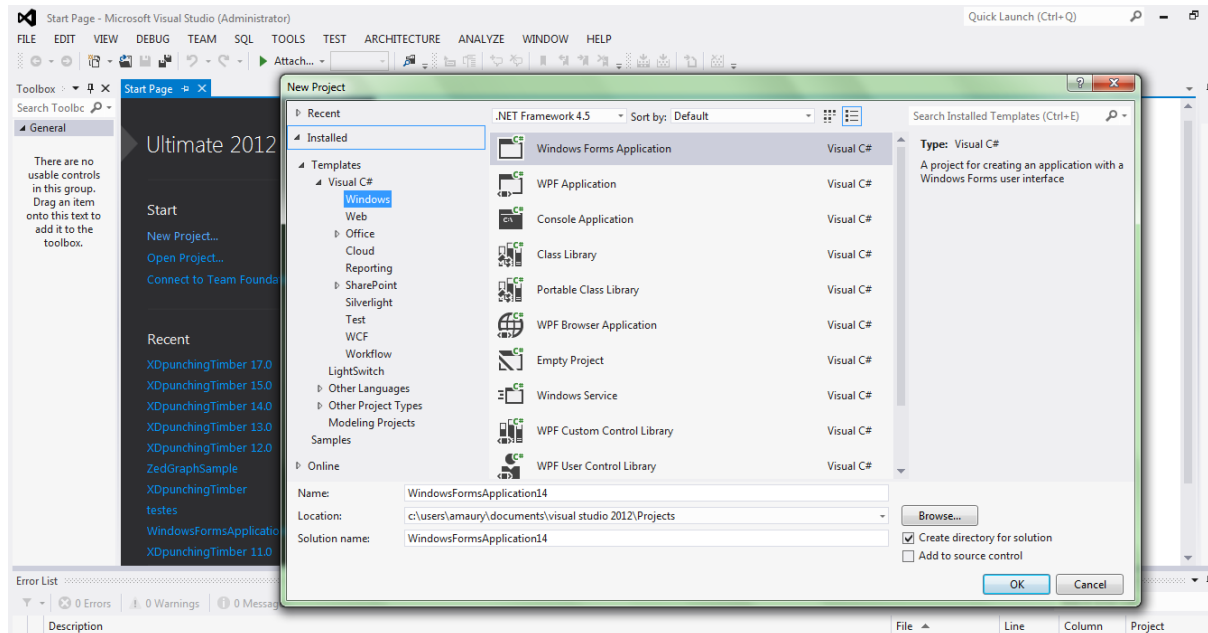 Start Page - Microsoft Visual Studio (Administrator)
Quick Launch (Ctrl+Q)
FILE EDIT VIEW DEBUG TEAM SQL TOOLS TEST ARCHITECTURE ANALYZE WINDOW HELP
Attach...
Toolbox
Start Page
Search Toolbc
General
There are no
usable controls
in this group.
Drag an item
onto this text to
add it to the
toolbox.
Ultimate 2012
Start
New Project...
Open Project...
Connect to Team Founda
Recent
XDpunchingTimber 17.0
XDpunchingTimber 15.0
XDpunchingTimber 14.0
XDpunchingTimber 13.0
XDpunchingTimber 12.0
ZedGraphSample
XDpunchingTimber
testes
WindowsFormsApplicatio
XDpunchingTimber 11.0
New Project
Recent
Installed
Templates
Visual C#
Windows
Web
Office
Cloud
Reporting
SharePoint
Silverlight
Test
WCF
Workflow
LightSwitch
Other Languages
Other Project Types
Modeling Projects
Samples
Online
.NET Framework 4.5
Sort by: Default
Search Installed Templates (Ctrl+E)
Windows Forms Application Visual C#
WPF Application Visual C#
Console Application Visual C#
Class Library Visual C#
Portable Class Library Visual C#
WPF Browser Application Visual C#
Empty Project Visual C#
Windows Service Visual C#
WPF Custom Control Library Visual C#
WPF User Control Library Visual C#
Type: Visual C#
A project for creating an application with a
Windows Forms user interface
Name: WindowsFormsApplication14
Location: c:\users\amaury\documents\visual studio 2012\Projects
Browse...
Solution name: WindowsFormsApplication14
Create directory for solution
Add to source control
OK Cancel
Error List
0 Errors 0 Warnings 0 Messag
Description File Line Column Project